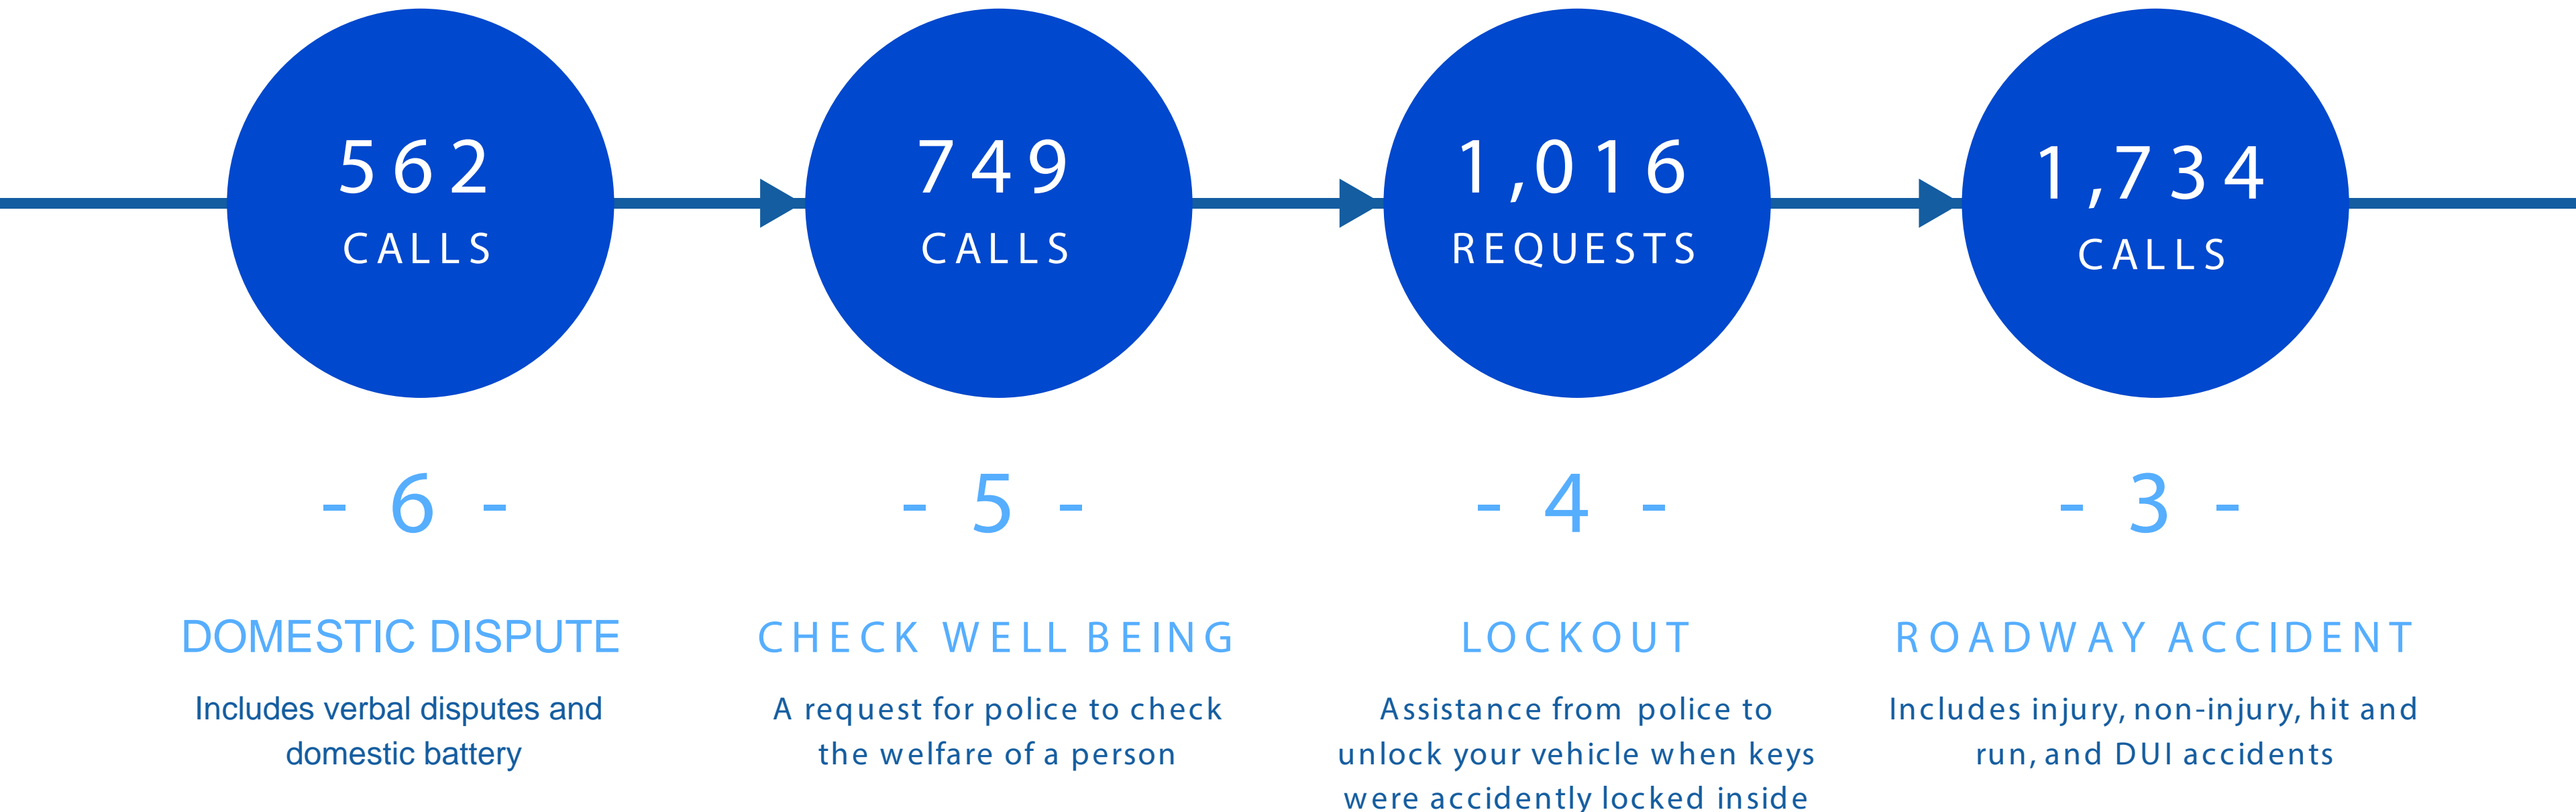 562
CALLS
749
CALLS
1,016
REQUESTS
1,734
CALLS
- 6 -
- 5 -
- 4 -
- 3 -
DOMESTIC DISPUTE
Includes verbal disputes and
domestic battery
CHECK WELL BEING
A request for police to check
the welfare of a person
LOCKOUT
Assistance from police to
unlock your vehicle when keys
were accidently locked inside
ROADWAY ACCIDENT
Includes injury, non-injury, hit and
run, and DUI accidents